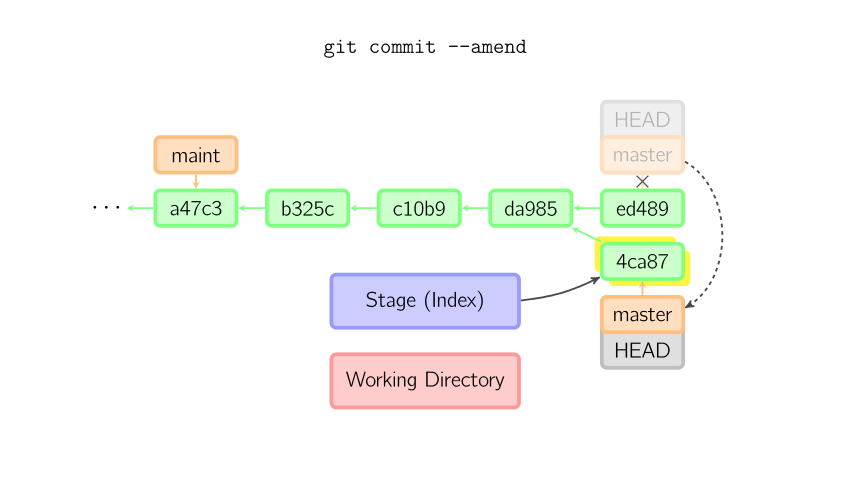 git commit --amend
HEAD
maint
master
×
··· a47c3 b325c c10b9 da985 ed489
4ca87
Stage (Index)
master
HEAD
Working Directory